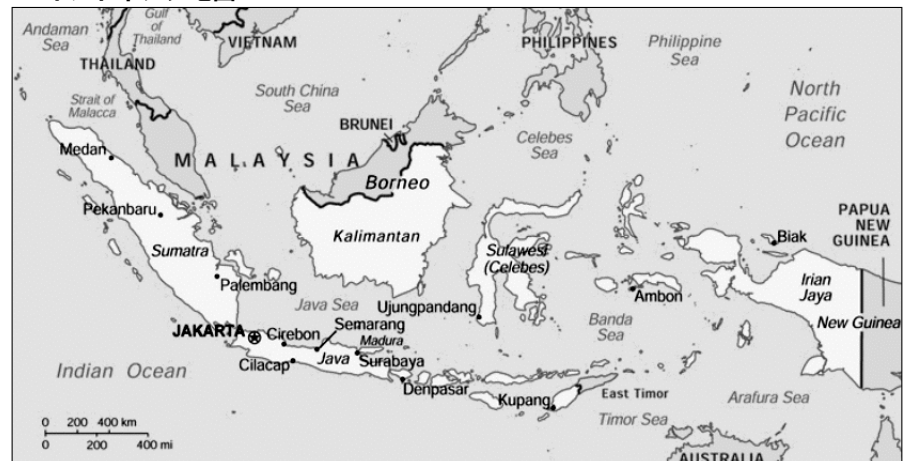 Andaman
Sea
Gulf
of
Thailand
VIETNAM
THAILAND
PHILIPPINES
Philippine
Sea
Strait of
Malacca
South China
Sea
North
Pacific
Ocean
BRUNEI
Celebes
Sea
Medan
MALAYSIA
Borneo
Pekanbaru
PAPUA
NEW
GUINEA
Sumatra
Kalimantan
Sulawesi
(Celebes)
Biak
Palembang
Irian
Jaya
Java Sea
Ujungpandang
Ambon
JAKARTA
Cirebon
Semarang
Madura
Banda
Sea
New Guinea
Cilacap
Java
Surabaya
Indian Ocean
Denpasar
Kupang
East Timor
Arafura Sea
Timor Sea
0 200 400 km
0 200 400 mi
AUSTRALIA